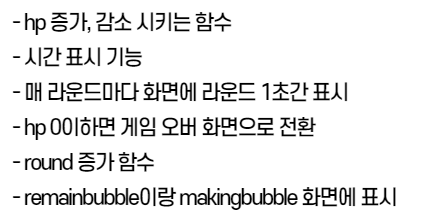 - hp 증가, 감소 시키는 함수
- 시간 표시 기능
- 매 라운드마다 화면에 라운드 1초간 표시
- hp 0이하면 게임 오버 화면으로 전환
- round 증가 함수
- remainbubble이랑 makingbubble 화면에 표시